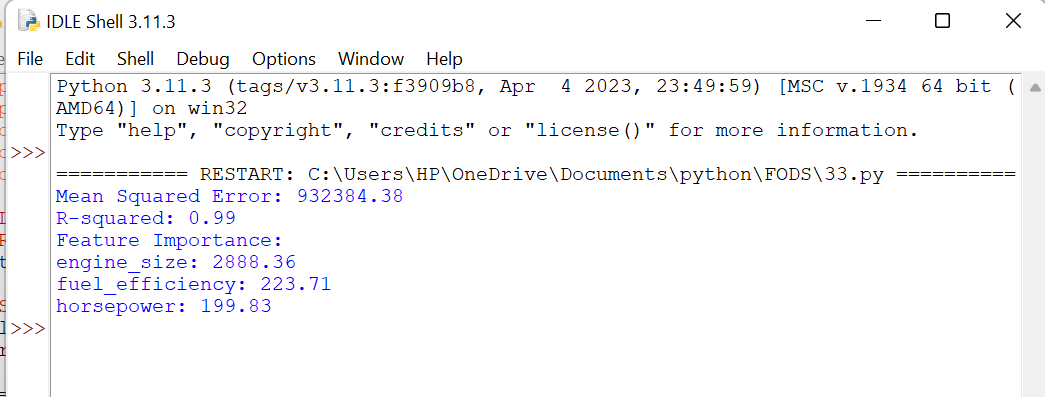 IDLE Shell 3.11.3
File Edit Shell Debug Options Window Help
Python 3.11.3 (tags/v3.11.3:f3909b8, Apr  4 2023, 23:49:59) [MSC v.1934 64 bit (
AMD64)] on win32
Type "help", "copyright", "credits" or "license()" for more information.
>>>
=========== RESTART: C:\Users\HP\OneDrive\Documents\python\FODS\33.py ==========
Mean Squared Error: 932384.38
R-squared: 0.99
Feature Importance:
engine_size: 2888.36
fuel_efficiency: 223.71
horsepower: 199.83
>>>